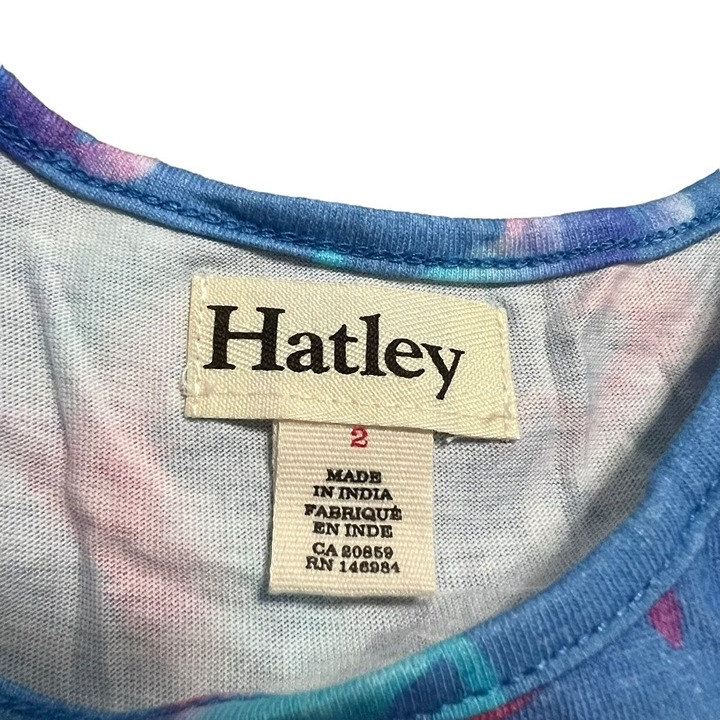 Hatley
2
MADE
IN INDIA
FABRIQUÉ
EN INDE
CA 20859
RN 146984